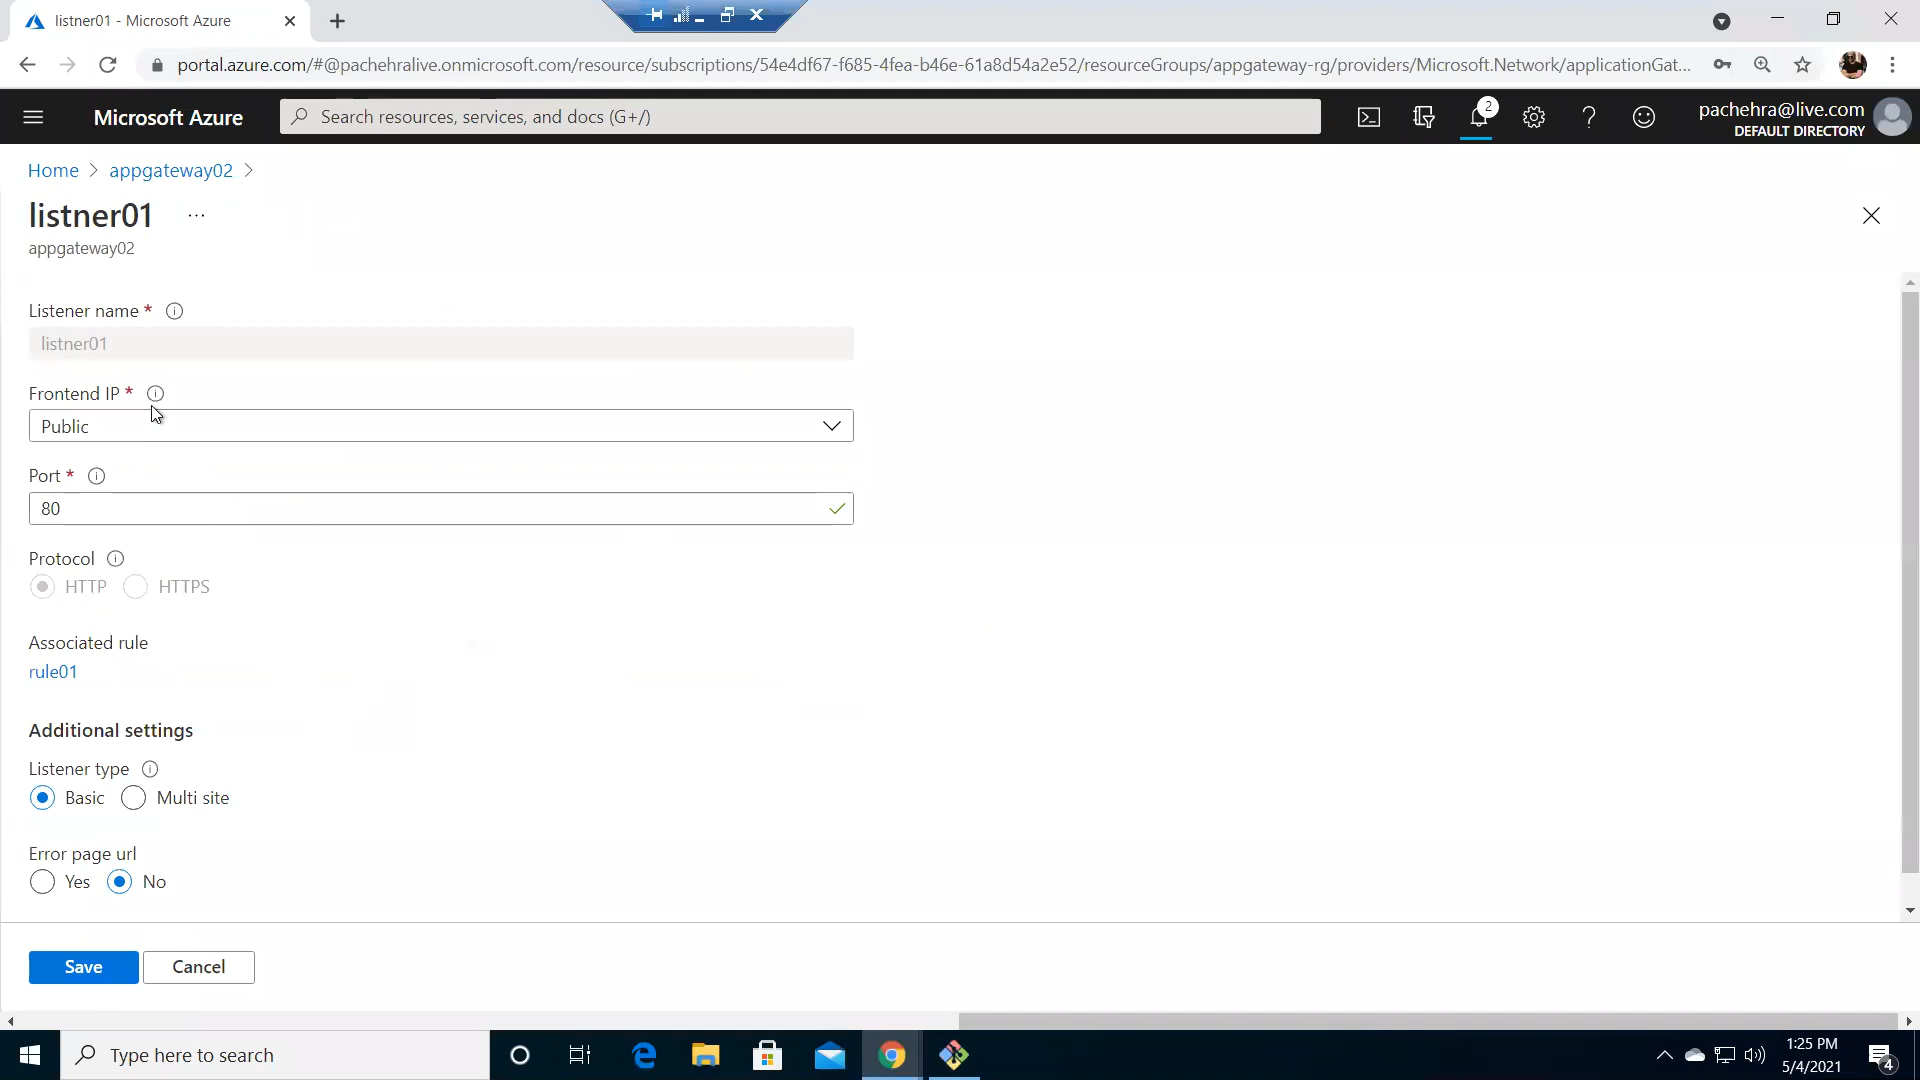 listner01 - Microsoft Azure
portal.azure.com/#@pachehralive.onmicrosoft.com/resource/subscriptions/54e4df67-f685-4fea-b46e-61a8d54a2e52/resourceGroups/appgateway-rg/providers/Microsoft.Network/applicationGat...
Microsoft Azure
Search resources, services, and docs (G+/)
2
pachehra@live.com
DEFAULT DIRECTORY
Home > appgateway02 >
listner01 ...
appgateway02
Listener name *
listner01
Frontend IP *
Public
Port *
80
Protocol
HTTP HTTPS
Associated rule
rule01
Additional settings
Listener type
Basic Multi site
Error page url
Yes No
Save Cancel
Type here to search
1:25 PM
5/4/2021
4